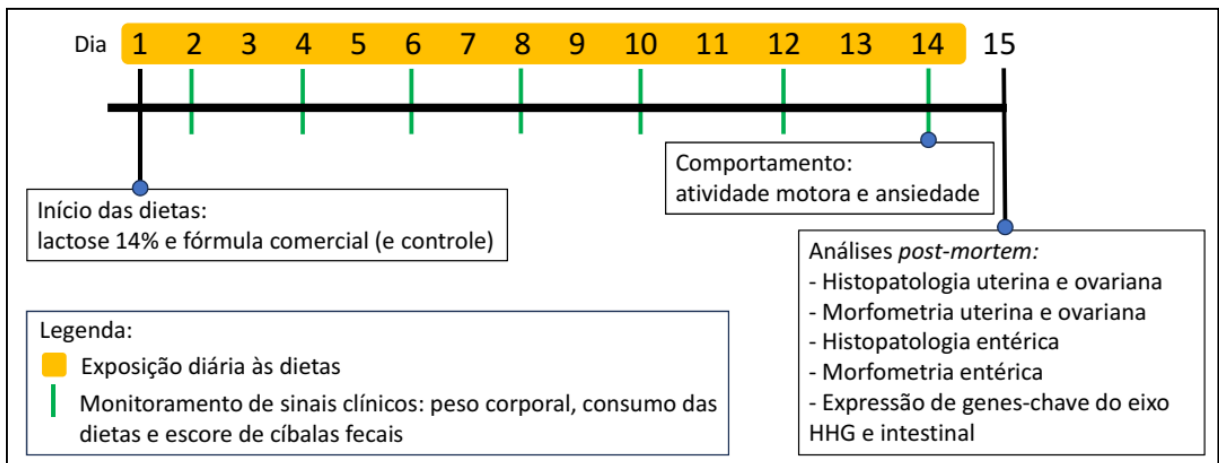 Dia 1 2 3 4 5 6 7 8 9 10 11 12 13 14 15
Comportamento:
atividade motora e ansiedade
Início das dietas:
lactose 14% e fórmula comercial (e controle)
Análises post-mortem:
- Histopatologia uterina e ovariana
- Morfometria uterina e ovariana
- Histopatologia entérica
- Morfometria entérica
- Expressão de genes-chave do eixo
HHG e intestinal
Legenda:
Exposição diária às dietas
Monitoramento de sinais clínicos: peso corporal, consumo das
dietas e escore de cíbalas fecais